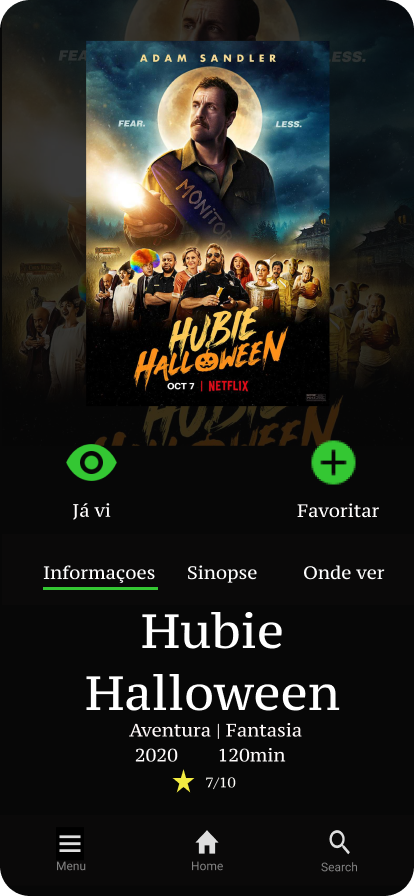 ADAM SANDLER
FEAR. LESS.
MONITOR
HUBIE
HALLOWEEN
OCT 7 | NETFLIX
Já vi Favoritar
Informaçoes Sinopse Onde ver
Hubie
Halloween
Aventura | Fantasia
2020 120min
7/10
Menu Home Search